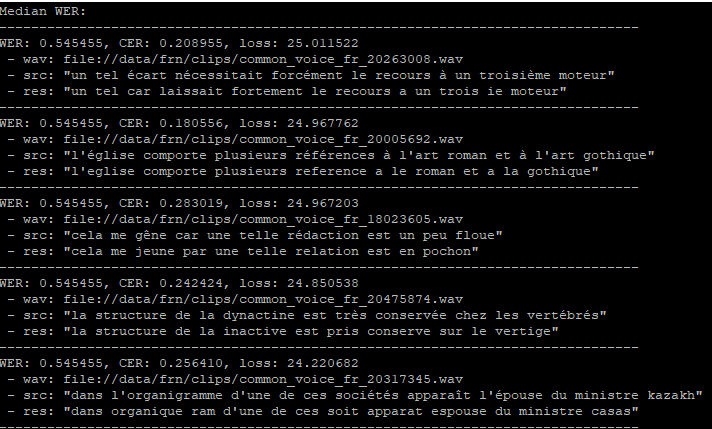 Median WER:
--------------------------------------------------------------------------------
WER: 0.545455, CER: 0.208955, loss: 25.011522
 - wav: file://data/frn/clips/common_voice_fr_20263008.wav
 - src: "un tel écart nécessitait forcément le recours à un troisième moteur"
 - res: "un tel car laissait fortement le recours a un trois ie moteur"
--------------------------------------------------------------------------------
WER: 0.545455, CER: 0.180556, loss: 24.967762
 - wav: file://data/frn/clips/common_voice_fr_20005692.wav
 - src: "l'église comporte plusieurs références à l'art roman et à l'art gothique"
 - res: "l'eglise comporte plusieurs reference a le roman et a la gothique"
--------------------------------------------------------------------------------
WER: 0.545455, CER: 0.283019, loss: 24.967203
 - wav: file://data/frn/clips/common_voice_fr_18023605.wav
 - src: "cela me gêne car une telle rédaction est un peu floue"
 - res: "cela me jeune par une telle relation est en pochon"
--------------------------------------------------------------------------------
WER: 0.545455, CER: 0.242424, loss: 24.850538
 - wav: file://data/frn/clips/common_voice_fr_20475874.wav
 - src: "la structure de la dynactine est très conservée chez les vertébrés"
 - res: "la structure de la inactive est pris conserve sur le vertige"
--------------------------------------------------------------------------------
WER: 0.545455, CER: 0.256410, loss: 24.220682
 - wav: file://data/frn/clips/common_voice_fr_20317345.wav
 - src: "dans l'organigramme d'une de ces sociétés apparaît l'épouse du ministre kazakh"
 - res: "dans organique ram d'une de ces soit apparat espouse du ministre casas"
--------------------------------------------------------------------------------